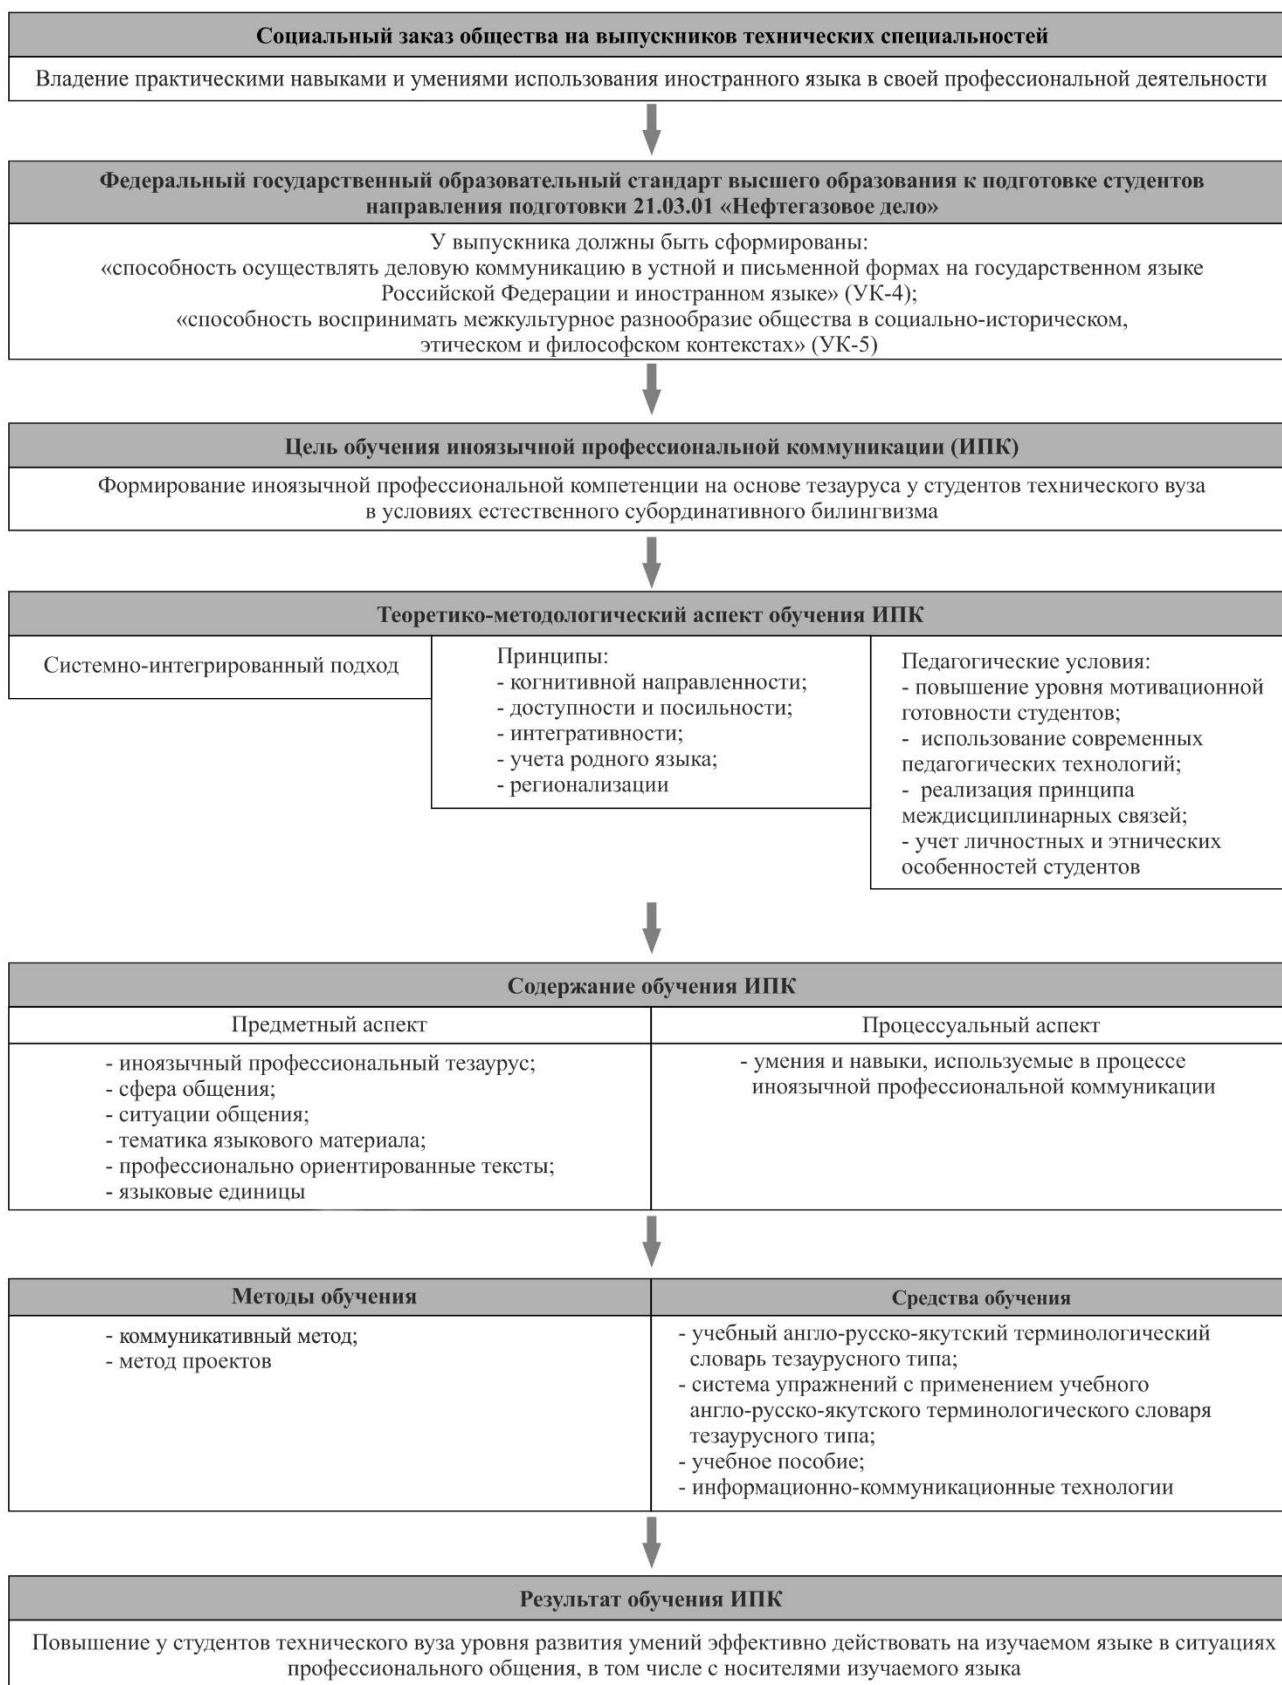 Социальный заказ общества на выпускников технических специальностей
Владение практическими навыками и умениями использования иностранного языка в своей профессиональной деятельности
Федеральный государственный образовательный стандарт высшего образования к подготовке студентов
направления подготовки 21.03.01 «Нефтегазовое дело»
У выпускника должны быть сформированы:
«способность осуществлять деловую коммуникацию в устной и письменной формах на государственном языке
Российской Федерации и иностранном языке» (УК-4);
«способность воспринимать межкультурное разнообразие общества в социально-историческом,
этическом и философском контекстах» (УК-5)
Цель обучения иноязычной профессиональной коммуникации (ИПК)
Формирование иноязычной профессиональной компетенции на основе тезауруса у студентов технического вуза
в условиях естественного субординативного билингвизма
Теоретико-методологический аспект обучения ИПК
Системно-интегрированный подход
Принципы:
- когнитивной направленности;
- доступности и посильности;
- интегративности;
- учета родного языка;
- регионализации
Педагогические условия:
- повышение уровня мотивационной
готовности студентов;
- использование современных
педагогических технологий;
- реализация принципа
междисциплинарных связей;
- учет личностных и этнических
особенностей студентов
Содержание обучения ИПК
Предметный аспект
- иноязычный профессиональный тезаурус;
- сфера общения;
- ситуации общения;
- тематика языкового материала;
- профессионально ориентированные тексты;
- языковые единицы
Процессуальный аспект
- умения и навыки, используемые в процессе
иноязычной профессиональной коммуникации
Методы обучения
- коммуникативный метод;
- метод проектов
Средства обучения
- учебный англо-русско-якутский терминологический
словарь тезаурусного типа;
- система упражнений с применением учебного
англо-русско-якутского терминологического словаря
тезаурусного типа;
- учебное пособие;
- информационно-коммуникационные технологии
Результат обучения ИПК
Повышение у студентов технического вуза уровня развития умений эффективно действовать на изучаемом языке в ситуациях
профессионального общения, в том числе с носителями изучаемого языка